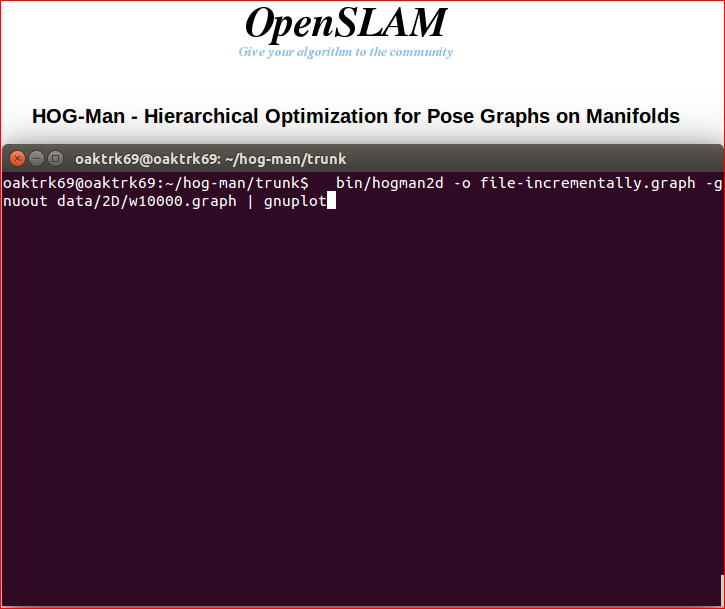 OpenSLAM
Give your algorithm to the community
HOG-Man - Hierarchical Optimization for Pose Graphs on Manifolds
oaktrk69@oaktrk69: ~/hog-man/trunk
oaktrk69@oaktrk69:~/hog-man/trunk$   bin/hogman2d -o file-incrementally.graph -g
nuout data/2D/w10000.graph | gnuplot